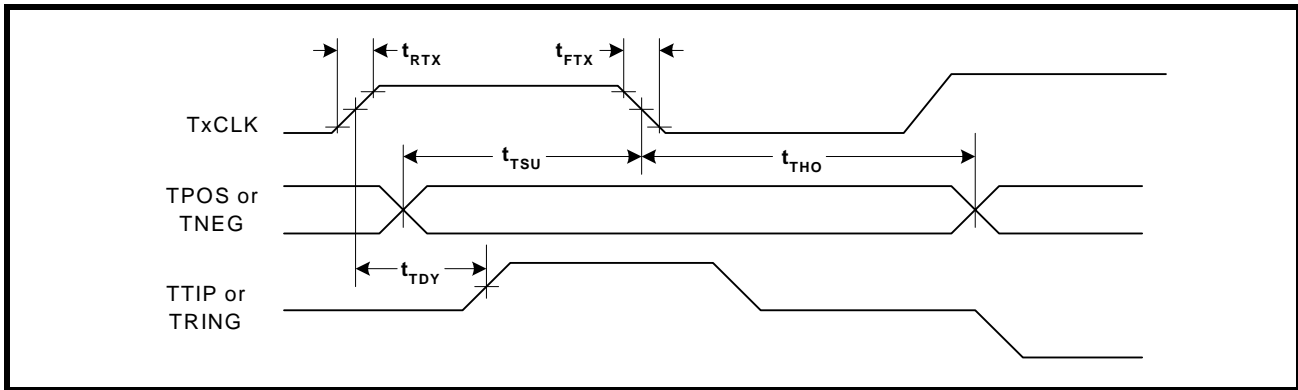 tRTX
tFTX
TxCLK
tTSU
tTHO
TPOS or
TNEG
tTDY
TTIP or
TRING